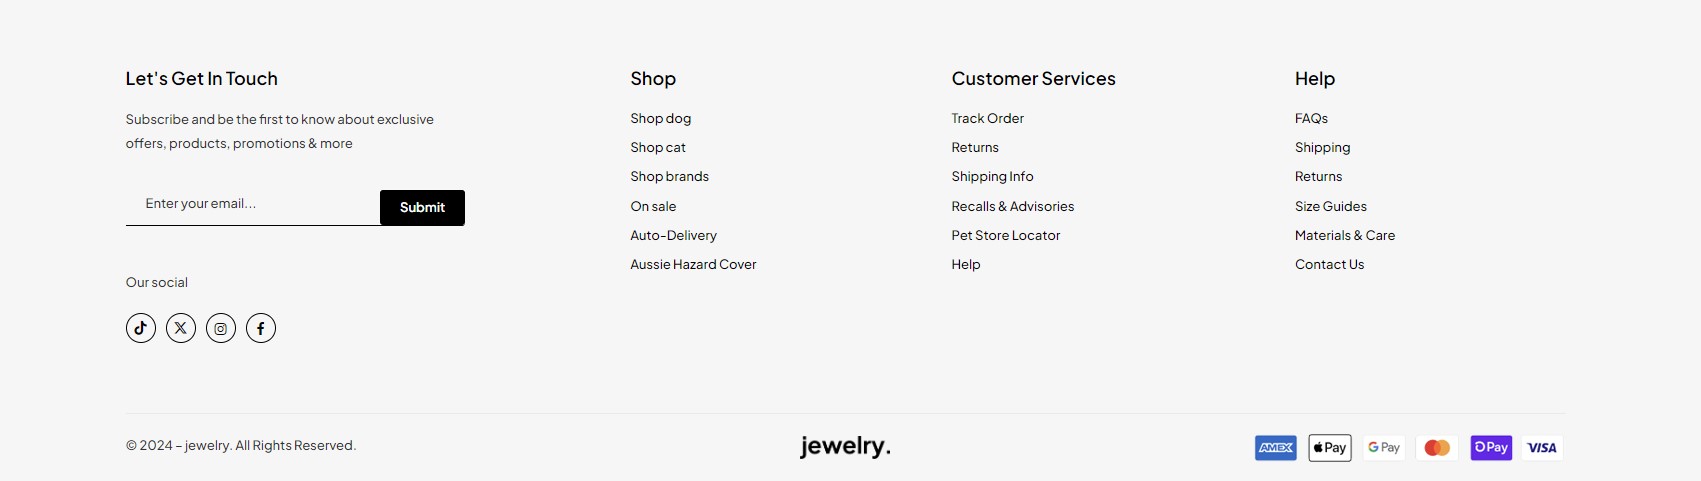 Let's Get In Touch
Subscribe and be the first to know about exclusive
offers, products, promotions & more
Enter your email...
Submit
Our social
Shop
Shop dog
Shop cat
Shop brands
On sale
Auto-Delivery
Aussie Hazard Cover
Customer Services
Track Order
Returns
Shipping Info
Recalls & Advisories
Pet Store Locator
Help
Help
FAQs
Shipping
Returns
Size Guides
Materials & Care
Contact Us
© 2024 – jewelry. All Rights Reserved.
jewelry.
AMEX
Pay
G Pay
Pay
VISA